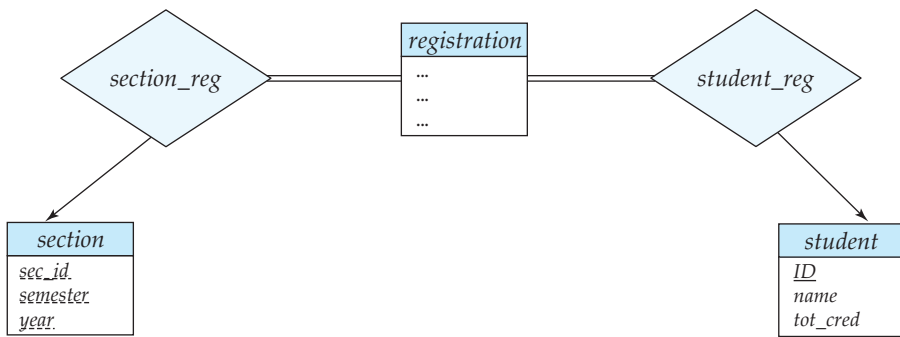 registration
...
...
...
section_reg
student_reg
section
sec_id
semester
year
student
ID
name
tot_cred